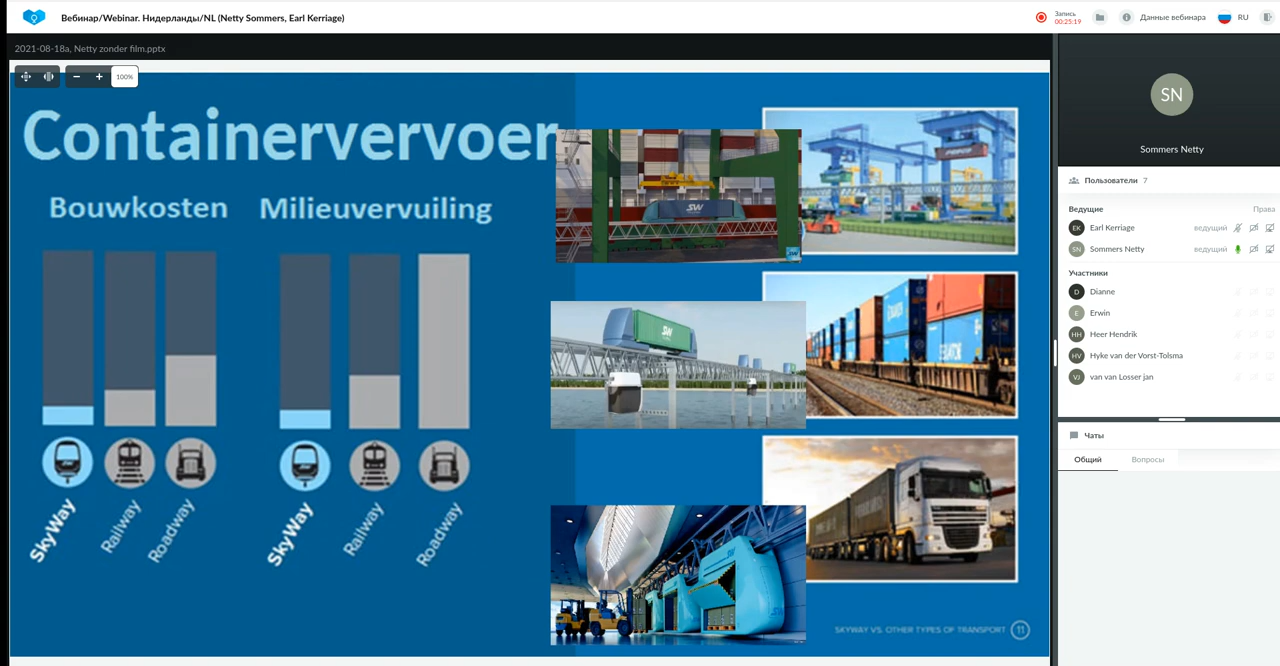 Вебинар/Webinar. Нидерланды/NL (Netty Sommers, Earl Kerriage)
Запись
00:25:19
Данные вебинара
RU
2021-08-18a, Netty zonder film.pptx
100%
Containervervoer
Bouwkosten
Milieuvervuiling
SkyWay
Railway
Roadway
SkyWay
Railway
Roadway
SW
SW
SKYWAY VS. OTHER TYPES OF TRANSPORT 11
SN
Sommers Netty
Пользователи 7
Ведущие
Права
EK Earl Kerriage ведущий
SN Sommers Netty ведущий
Участники
D Dianne
E Erwin
HH Heer Hendrik
HV Hyke van der Vorst-Tolsma
VJ van van Losser jan
Чаты
Общий
Вопросы